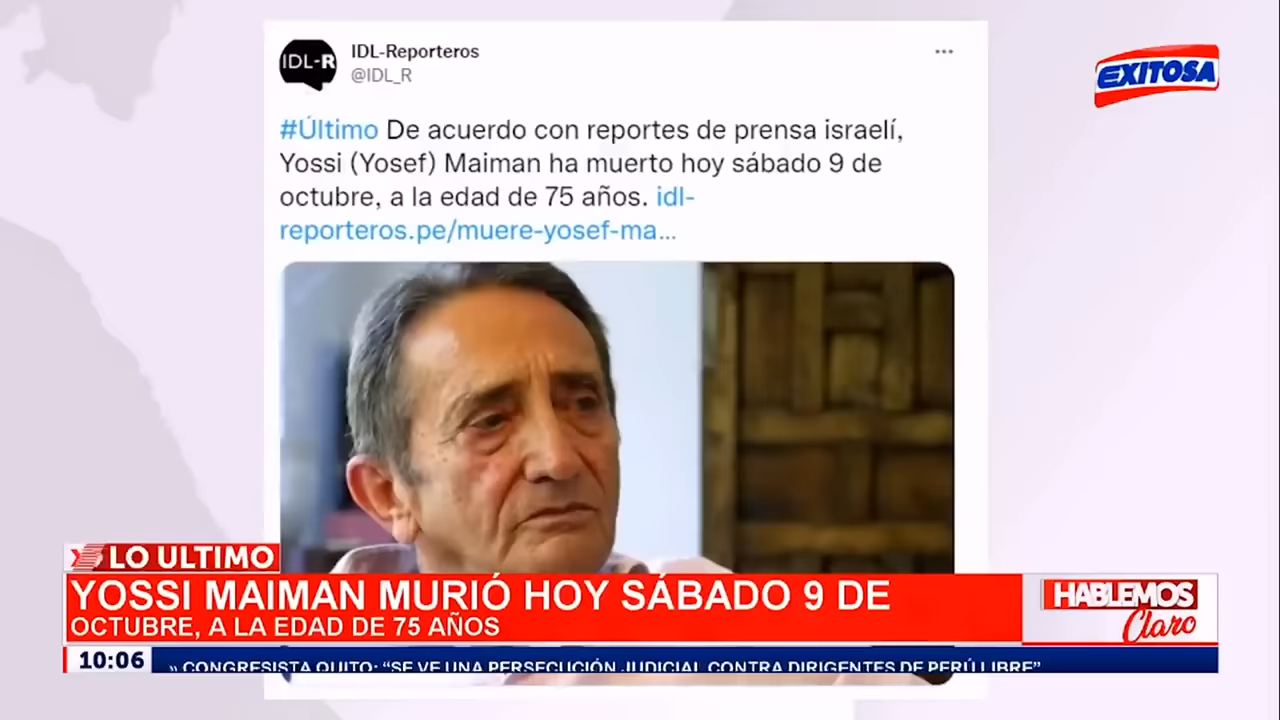 IDL-R
IDL-Reporteros
@IDL_R
EXITOSA
#Último De acuerdo con reportes de prensa israelí,
Yossi (Yosef) Maiman ha muerto hoy sábado 9 de
octubre, a la edad de 75 años. idl-
reporteros.pe/muere-yosef-ma...
LO ULTIMO
YOSSI MAIMAN MURIÓ HOY SÁBADO 9 DE
OCTUBRE, A LA EDAD DE 75 AÑOS
HABLEMOS
Claro
10:06
» CONGRESISTA QUITO: “SE VE UNA PERSECUCIÓN JUDICIAL CONTRA DIRIGENTES DE PERÚ LIBRE”